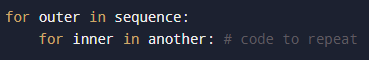 for outer in sequence:
    for inner in another: # code to repeat